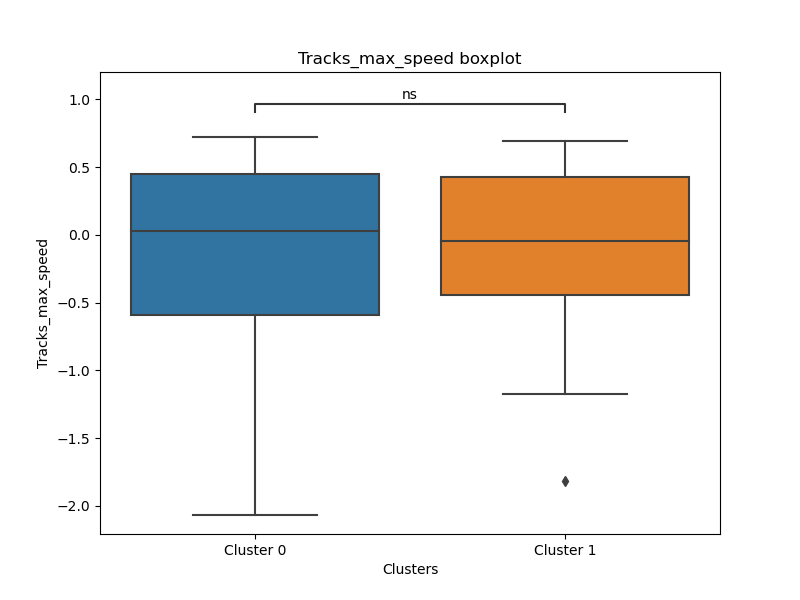 Tracks_max_speed boxplot
ns
1.0
0.5
0.0
−0.5
−1.0
−1.5
−2.0
Tracks_max_speed
Cluster 0
Cluster 1
Clusters